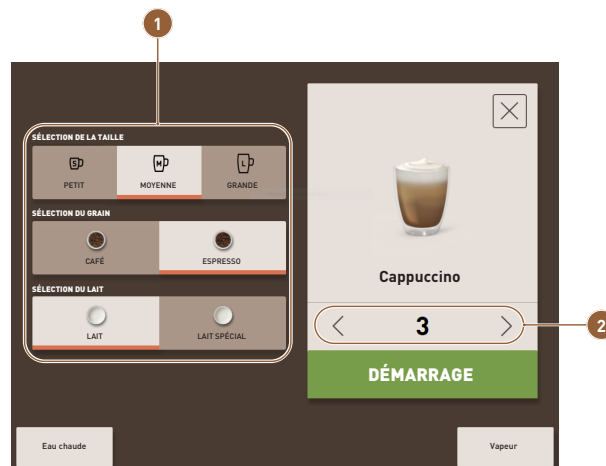 1
SÉLECTION DE LA TAILLE
S M L
PETIT MOYENNE GRANDE
SÉLECTION DU GRAIN
CAFÉ ESPRESSO
SÉLECTION DU LAIT
LAIT LAIT SPÉCIAL
Cappuccino
3
2
DÉMARRAGE
Eau chaude
Vapeur